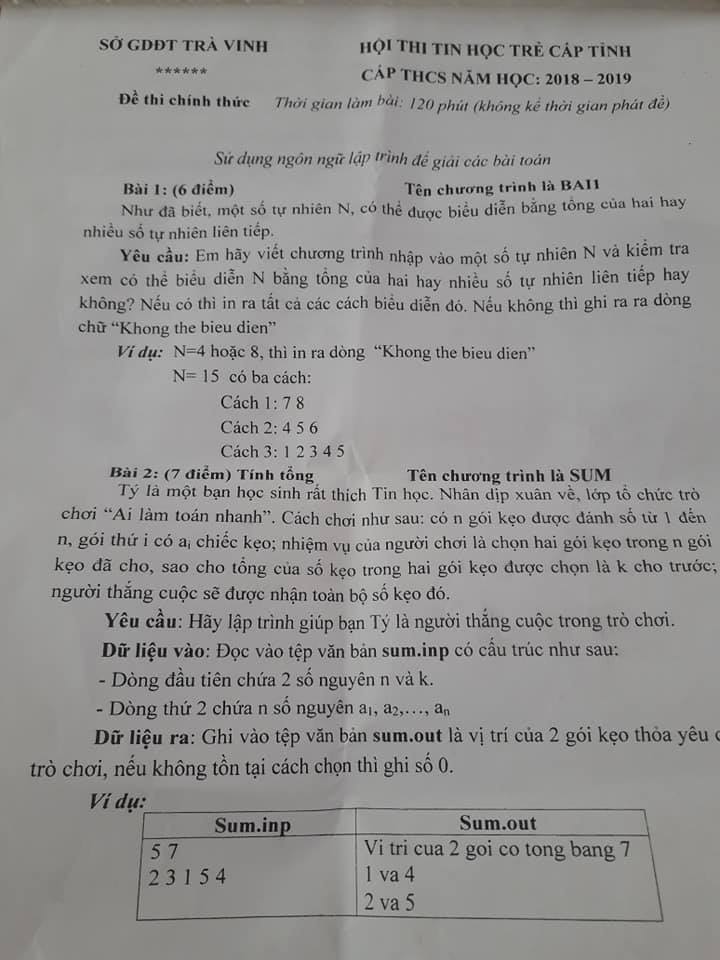 SỞ GDĐT TRÀ VINH
HỘI THI TIN HỌC TRẺ CẤP TỈNH
******
CẤP THCS NĂM HỌC: 2018 – 2019
Đề thi chính thức
Thời gian làm bài: 120 phút (không kể thời gian phát đề)
Sử dụng ngôn ngữ lập trình để giải các bài toán
Bài 1: (6 điểm) Tên chương trình là BAI1
Như đã biết, một số tự nhiên N, có thể được biểu diễn bằng tổng của hai hay
nhiều số tự nhiên liên tiếp.
Yêu cầu: Em hãy viết chương trình nhập vào một số tự nhiên N và kiểm tra
xem có thể biểu diễn N bằng tổng của hai hay nhiều số tự nhiên liên tiếp hay
không? Nếu có thì in ra tất cả các cách biểu diễn đó. Nếu không thì ghi ra ra dòng
chữ “Khong the bieu dien”
Ví dụ: N=4 hoặc 8, thì in ra dòng “Khong the bieu dien”
N= 15 có ba cách:
Cách 1: 7 8
Cách 2: 4 5 6
Cách 3: 1 2 3 4 5
Bài 2: (7 điểm) Tính tổng Tên chương trình là SUM
Tý là một bạn học sinh rất thích Tin học. Nhân dịp xuân về, lớp tổ chức trò
chơi “Ai làm toán nhanh”. Cách chơi như sau: có n gói kẹo được đánh số từ 1 đến
n, gói thứ i có aᵢ chiếc kẹo; nhiệm vụ của người chơi là chọn hai gói kẹo trong n gói
kẹo đã cho, sao cho tổng của số kẹo trong hai gói kẹo được chọn là k cho trước;
người thắng cuộc sẽ được nhận toàn bộ số kẹo đó.
Yêu cầu: Hãy lập trình giúp bạn Tý là người thắng cuộc trong trò chơi.
Dữ liệu vào: Đọc vào tệp văn bản sum.inp có cấu trúc như sau:
- Dòng đầu tiên chứa 2 số nguyên n và k.
- Dòng thứ 2 chứa n số nguyên a₁, a₂,…, aₙ
Dữ liệu ra: Ghi vào tệp văn bản sum.out là vị trí của 2 gói kẹo thỏa yêu
trò chơi, nếu không tồn tại cách chọn thì ghi số 0.
Ví dụ:
Sum.inp Sum.out
5 7 Vi tri cua 2 goi co tong bang 7
2 3 1 5 4 1 va 4
2 va 5